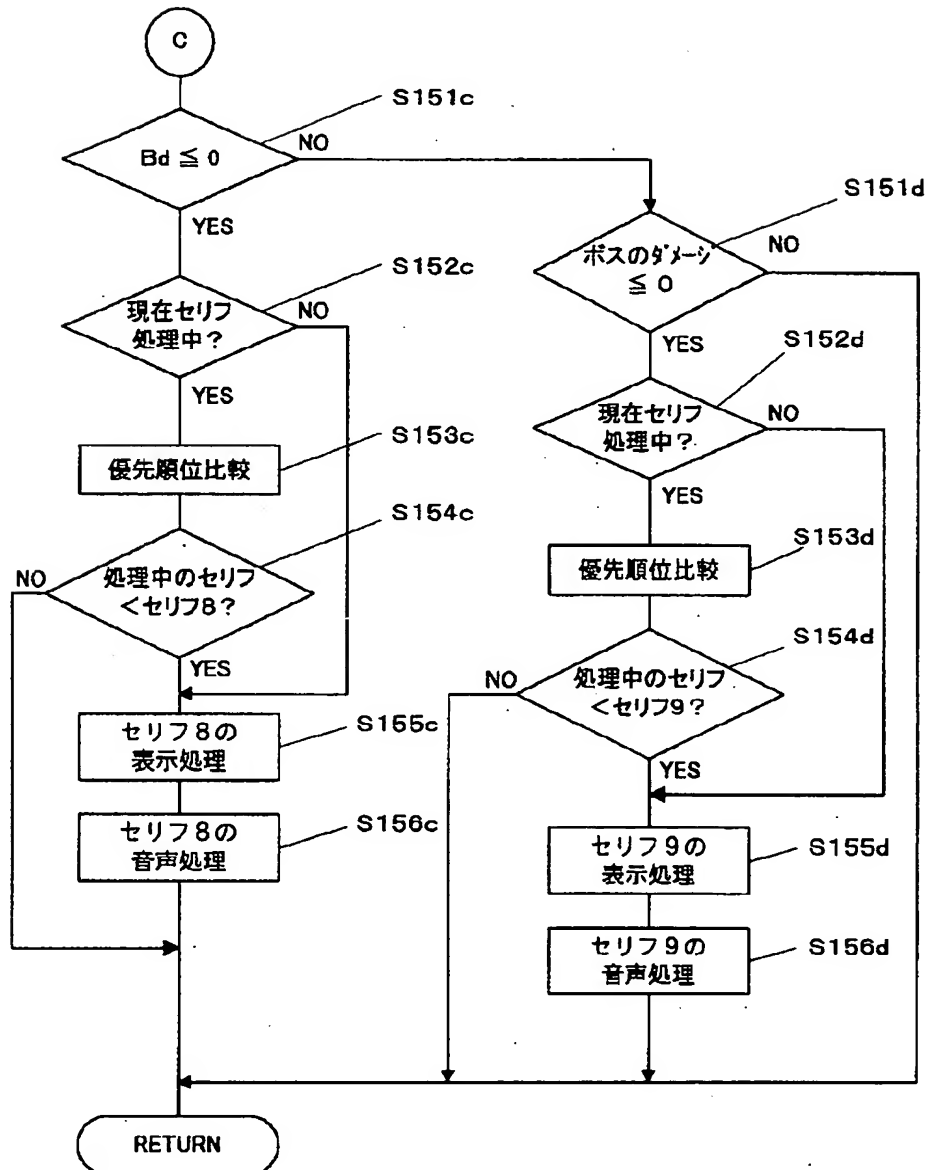 C
S151c
Bd ≦ 0
NO
YES
S152c
現在セリフ
処理中?
NO
YES
S153c
優先順位比較
S154c
NO
処理中のセリフ
<セリフ8?
YES
セリフ8の
表示処理
S155c
セリフ8の
音声処理
S156c
S151d
ボスのダメージ
≦ 0
NO
YES
S152d
現在セリフ
処理中?
NO
YES
S153d
優先順位比較
S154d
NO
処理中のセリフ
<セリフ9?
YES
セリフ9の
表示処理
S155d
セリフ9の
音声処理
S156d
RETURN